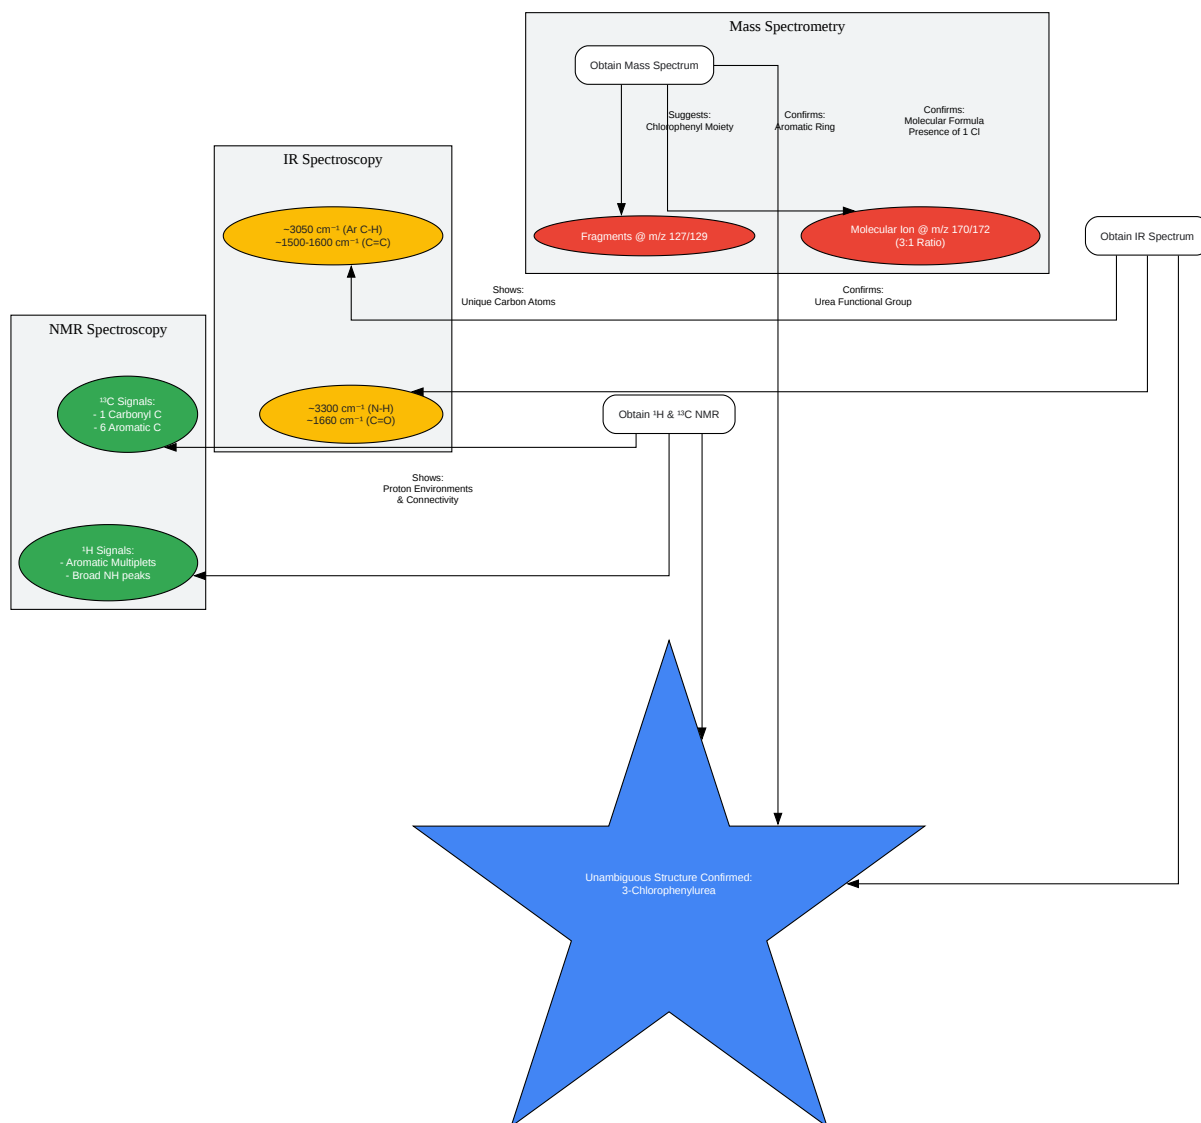 Mass Spectrometry
Obtain Mass Spectrum
Suggests:
Chlorophenyl Moiety
Confirms:
Aromatic Ring
Confirms:
Molecular Formula
Presence of 1 Cl
IR Spectroscopy
~3050 cm⁻¹ (Ar C-H)
~1500-1600 cm⁻¹ (C=C)
Fragments @ m/z 127/129
Molecular Ion @ m/z 170/172
(3:1 Ratio)
Obtain IR Spectrum
Shows:
Unique Carbon Atoms
Confirms:
Urea Functional Group
NMR Spectroscopy
¹³C Signals:
- 1 Carbonyl C
- 6 Aromatic C
~3300 cm⁻¹ (N-H)
~1660 cm⁻¹ (C=O)
Obtain ¹H & ¹³C NMR
Shows:
Proton Environments
& Connectivity
¹H Signals:
- Aromatic Multiplets
- Broad NH peaks
Unambiguous Structure Confirmed:
3-Chlorophenylurea